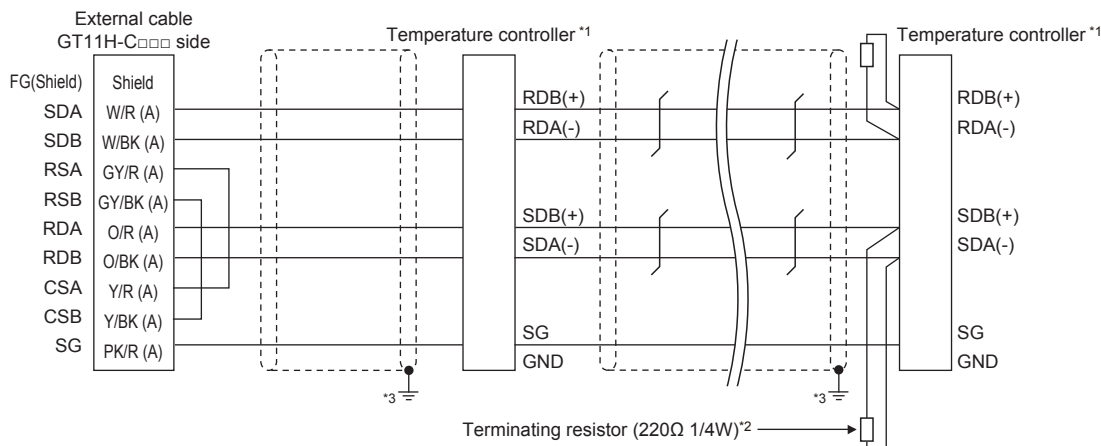 External cable
GT11H-C□□□ side
Temperature controller *1
Temperature controller *1
FG(Shield) Shield
SDA W/R (A)
SDB W/BK (A)
RSA GY/R (A)
RSB GY/BK (A)
RDA O/R (A)
RDB O/BK (A)
CSA Y/R (A)
CSB Y/BK (A)
SG PK/R (A)
RDB(+)
RDA(-)
SDB(+)
SDA(-)
SG
GND
RDB(+)
RDA(-)
SDB(+)
SDA(-)
SG
GND
*3
*3
Terminating resistor (220Ω 1/4W)*2